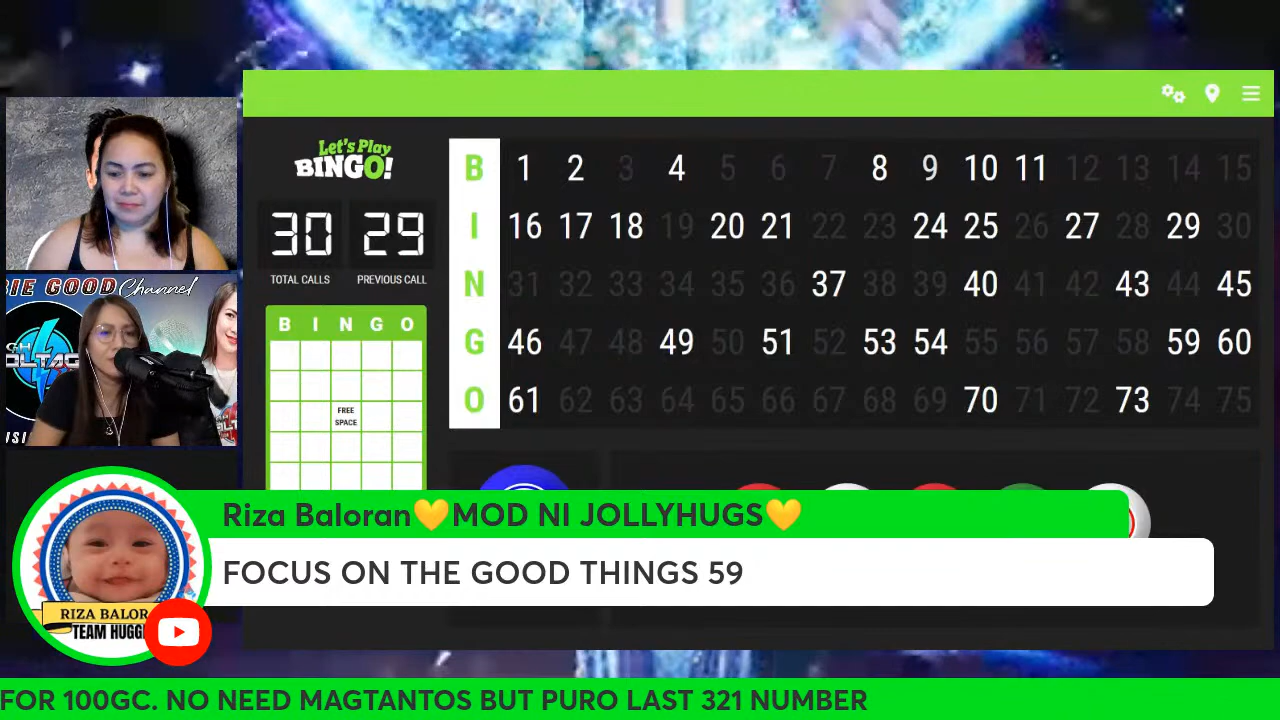 Let's Play
BINGO!
30 29
TOTAL CALLS PREVIOUS CALL
B I N G O
FREE
SPACE
B 1 2 3 4 5 6 7 8 9 10 11 12 13 14 15
I 16 17 18 19 20 21 22 23 24 25 26 27 28 29 30
N 31 32 33 34 35 36 37 38 39 40 41 42 43 44 45
G 46 47 48 49 50 51 52 53 54 55 56 57 58 59 60
O 61 62 63 64 65 66 67 68 69 70 71 72 73 74 75
GOOD Channel
Riza Baloran💛MOD NI JOLLYHUGS💛
FOCUS ON THE GOOD THINGS 59
RIZA BALOR
TEAM HUGG
FOR 100GC. NO NEED MAGTANTOS BUT PURO LAST 321 NUMBER